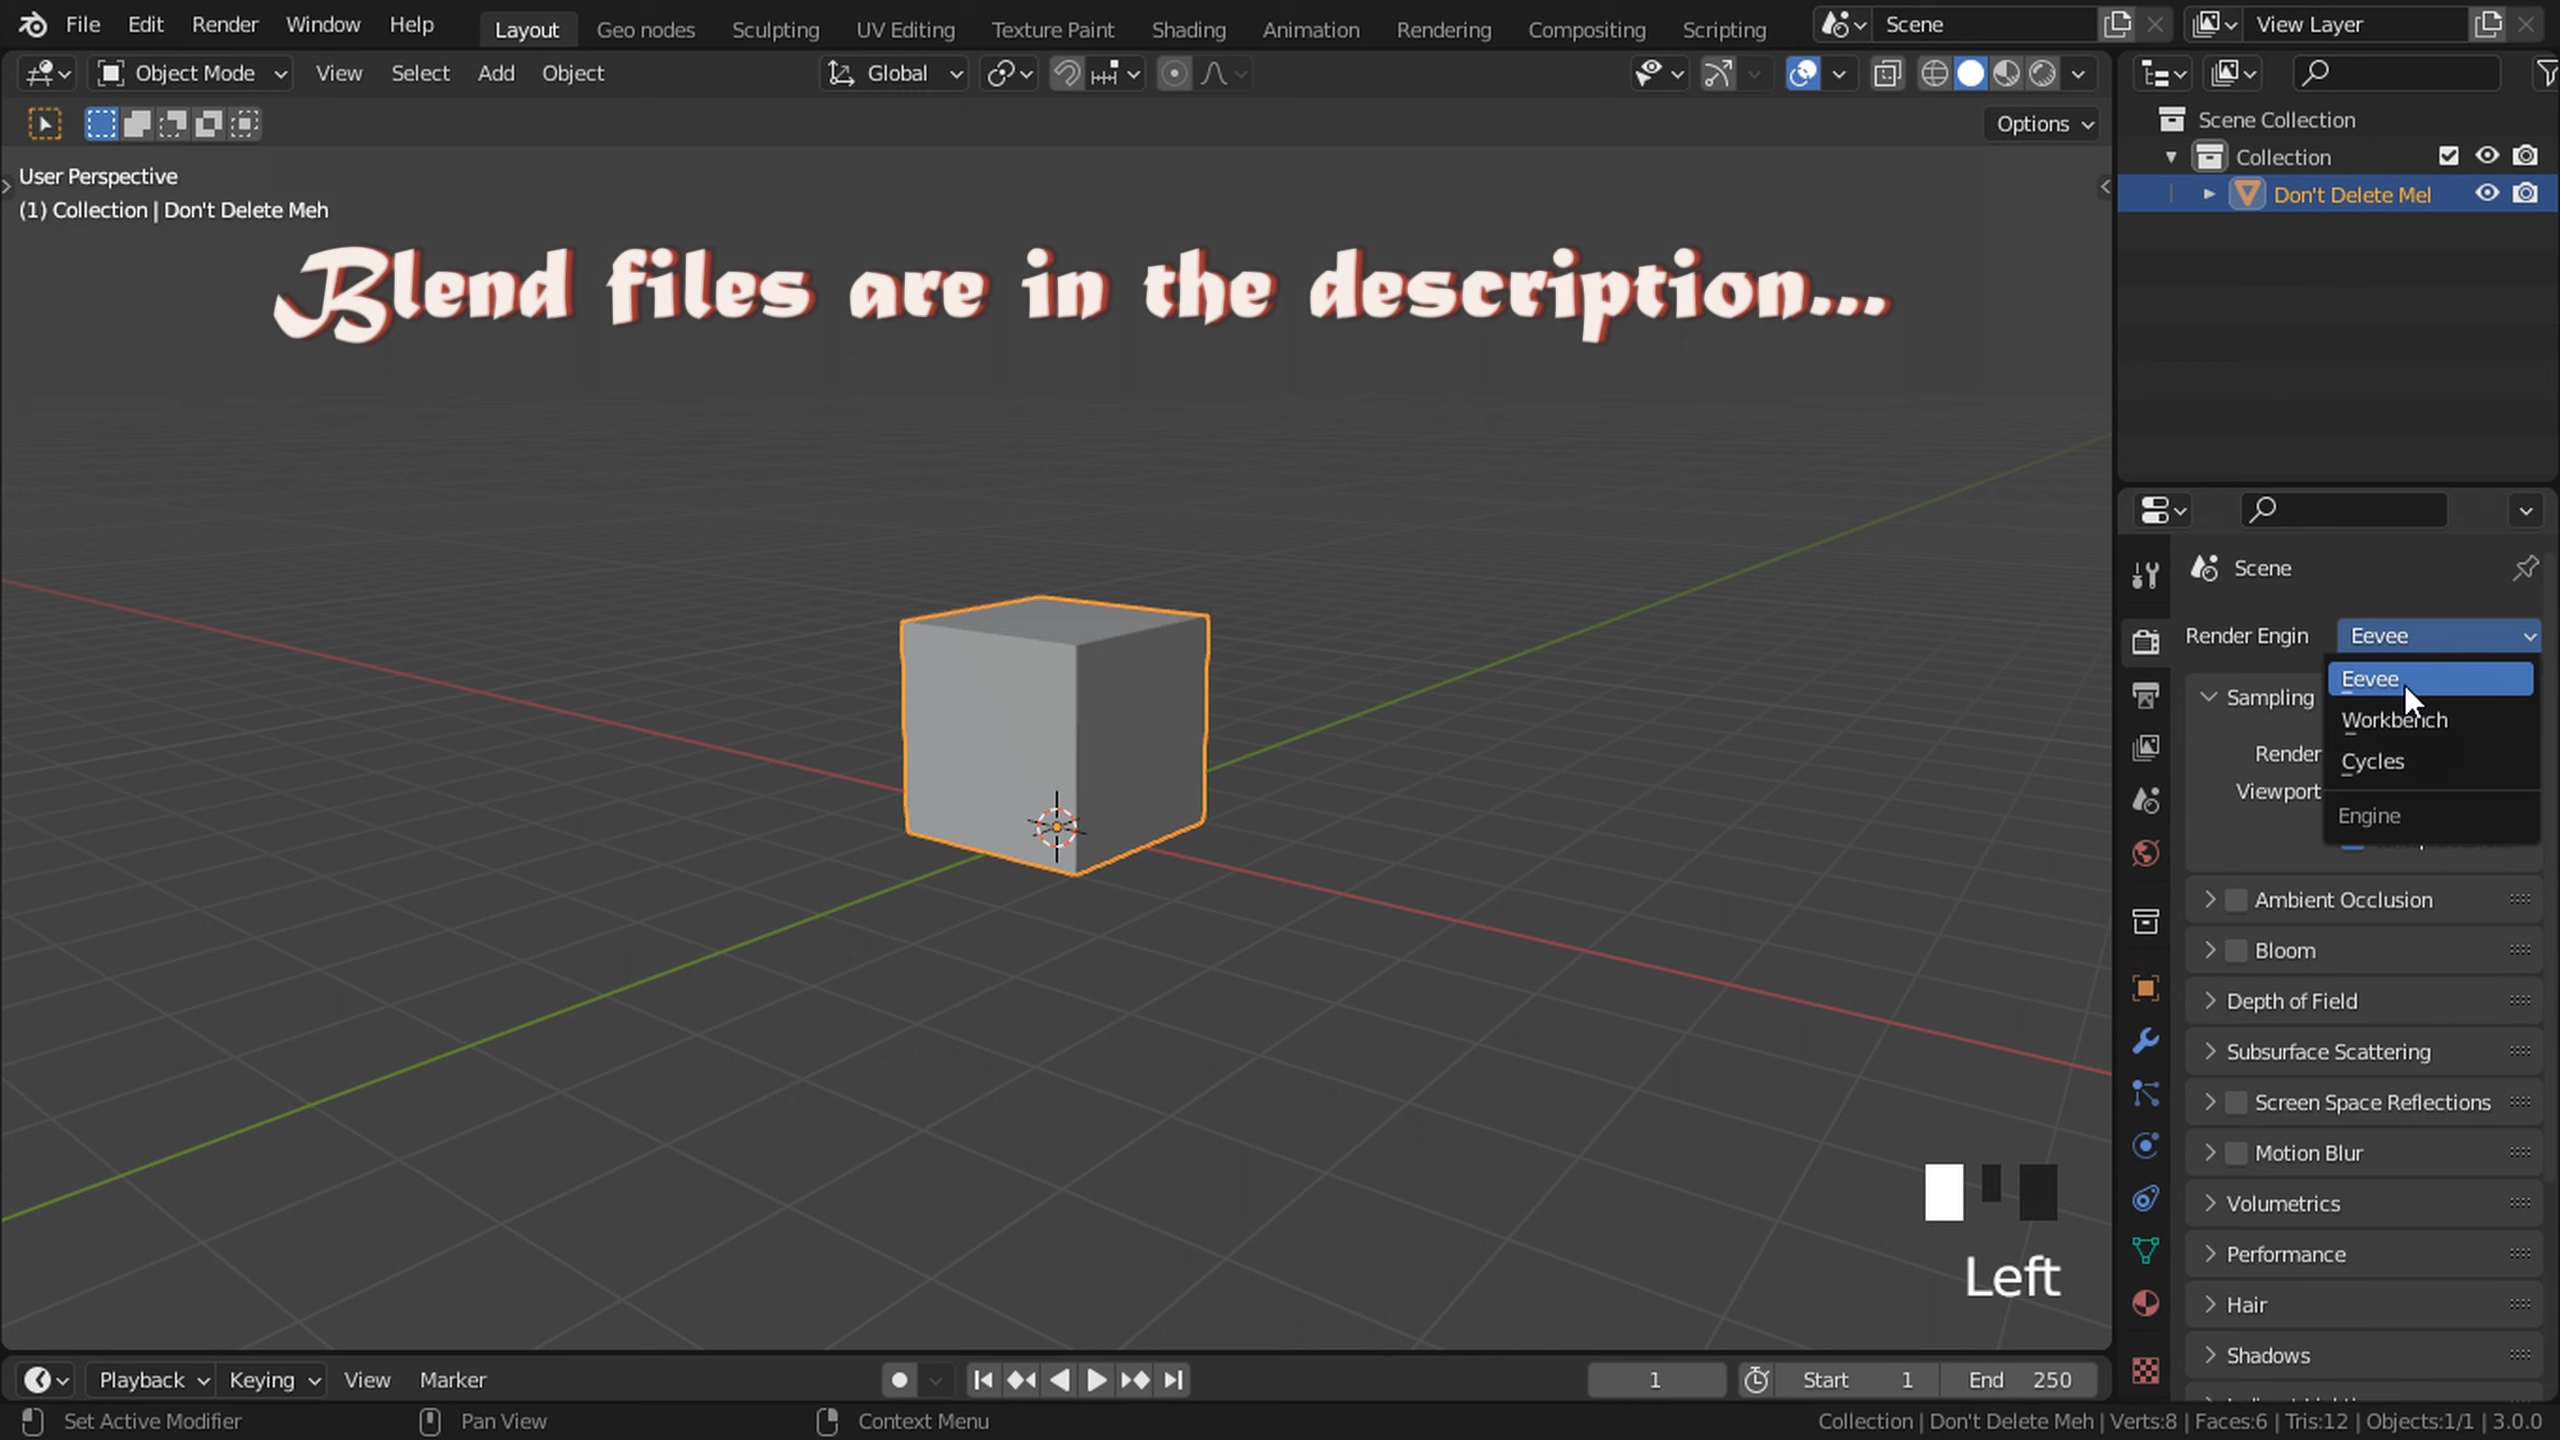 File Edit Render Window Help Layout Geo nodes Sculpting UV Editing Texture Paint Shading Animation Rendering Compositing Scripting Scene View Layer
Object Mode View Select Add Object Global
Options
Scene Collection
Collection
Don't Delete Mel
User Perspective
(1) Collection | Don't Delete Meh
Blend files are in the description...
Scene
Render Engin Eevee
Eevee
Sampling
Workbench
Render
Cycles
Viewport
Engine
Ambient Occlusion
Bloom
Depth of Field
Subsurface Scattering
Screen Space Reflections
Motion Blur
Volumetrics
Performance
Hair
Shadows
Left
Playback Keying View Marker 1 Start 1 End 250
Set Active Modifier Pan View Context Menu Collection | Don't Delete Meh | Verts:8 | Faces:6 | Tris:12 | Objects:1/1 | 3.0.0